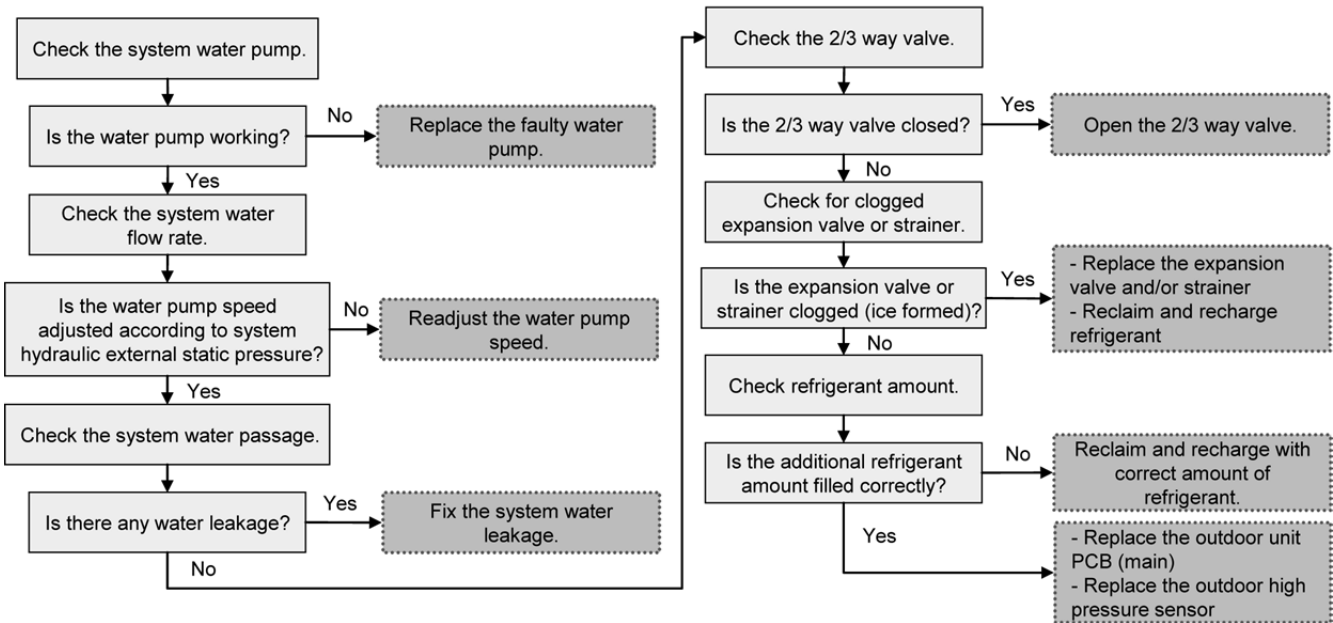 Check the system water pump.
Is the water pump working?
No
Replace the faulty water
pump.
Yes
Check the system water
flow rate.
Is the water pump speed
adjusted according to system
hydraulic external static pressure?
No
Readjust the water pump
speed.
Yes
Check the system water passage.
Is there any water leakage?
Yes
Fix the system water
leakage.
No
Check the 2/3 way valve.
Is the 2/3 way valve closed?
Yes
Open the 2/3 way valve.
No
Check for clogged
expansion valve or strainer.
Is the expansion valve or
strainer clogged (ice formed)?
Yes
- Replace the expansion
valve and/or strainer
- Reclaim and recharge
refrigerant
No
Check refrigerant amount.
Is the additional refrigerant
amount filled correctly?
No
Reclaim and recharge with
correct amount of
refrigerant.
Yes
- Replace the outdoor unit
PCB (main)
- Replace the outdoor high
pressure sensor